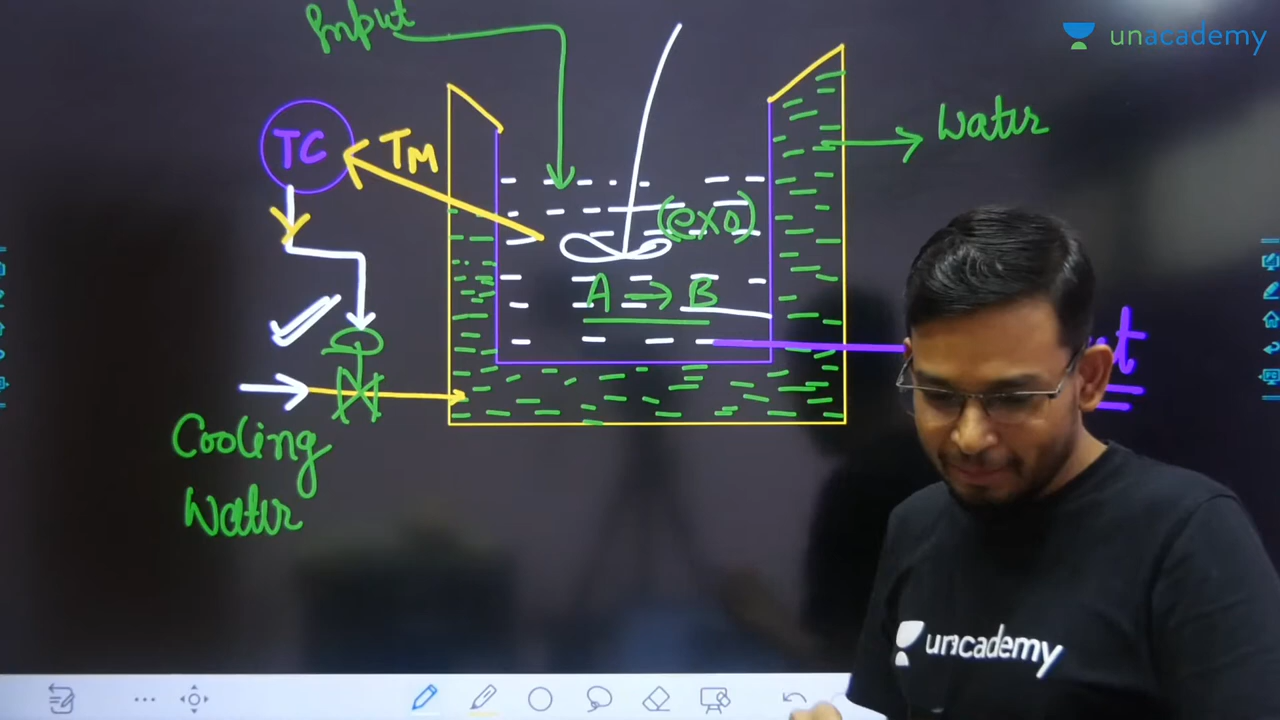 Input
unacademy
Water
TC
TM
(exo)
A → B
Cooling
Water
unacademy